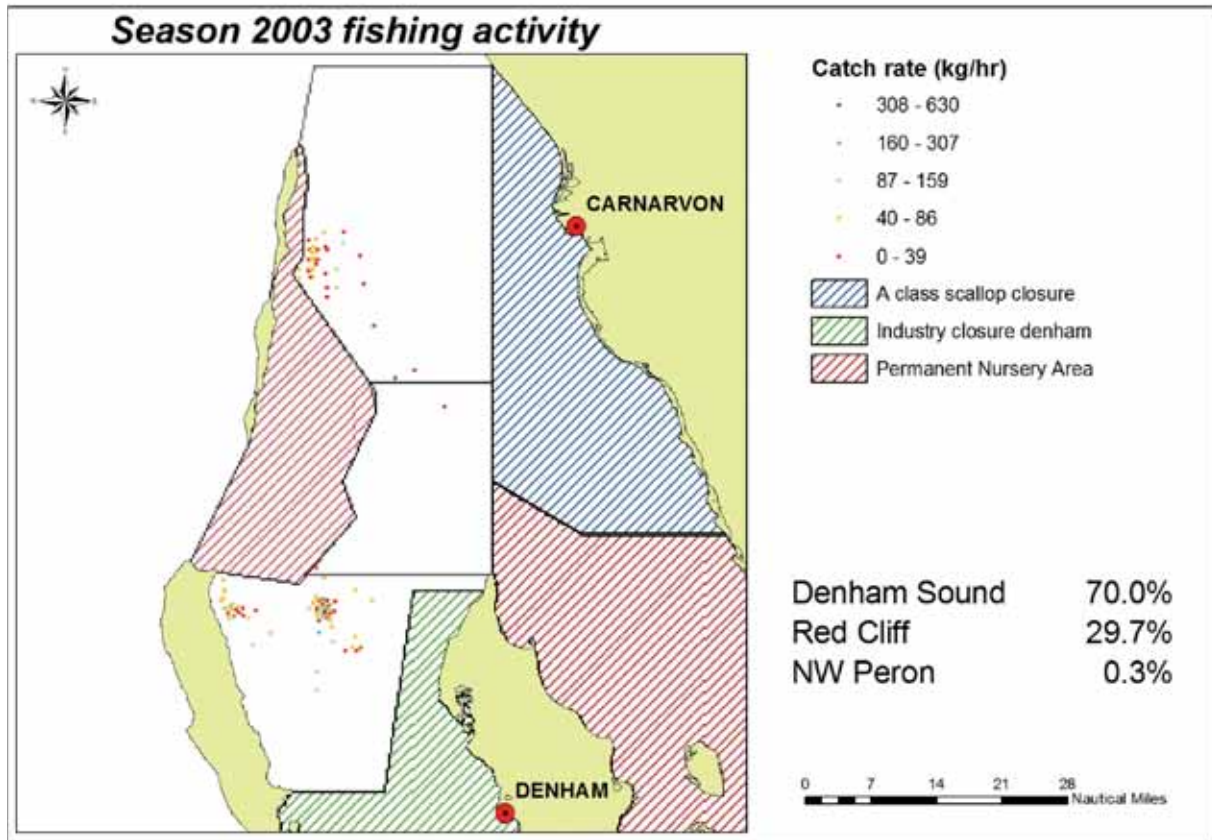 Season 2003 fishing activity
N
CARNARVON
DENHAM
Catch rate (kg/hr)
308 - 630
160 - 307
87 - 159
40 - 86
0 - 39
A class scallop closure
Industry closure denham
Permanent Nursery Area
Denham Sound 70.0%
Red Cliff 29.7%
NW Peron 0.3%
0 7 14 21 28
Nautical Miles